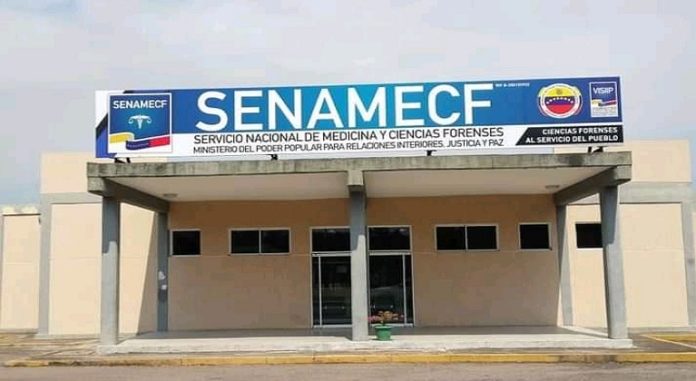 SENAMECF
SENAMECF
SERVICIO NACIONAL DE MEDICINA Y CIENCIAS FORENSES
MINISTERIO DEL PODER POPULAR PARA RELACIONES INTERIORES, JUSTICIA Y PAZ
VISIIP
CIENCIAS FORENSES
AL SERVICIO DEL PUEBLO